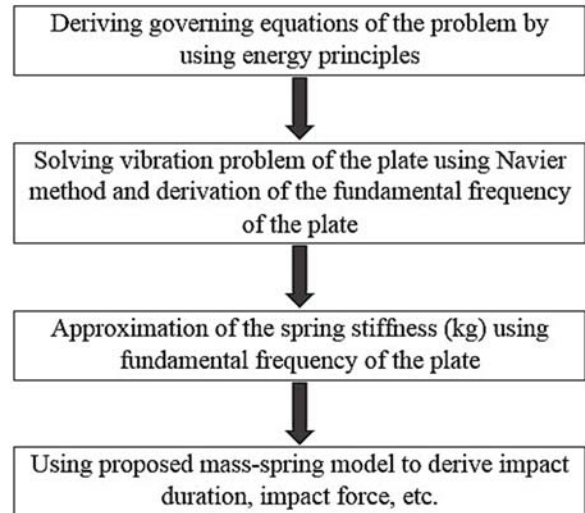 Deriving governing equations of the problem by
using energy principles
Solving vibration problem of the plate using Navier
method and derivation of the fundamental frequency
of the plate
Approximation of the spring stiffness (kg) using
fundamental frequency of the plate
Using proposed mass-spring model to derive impact
duration, impact force, etc.